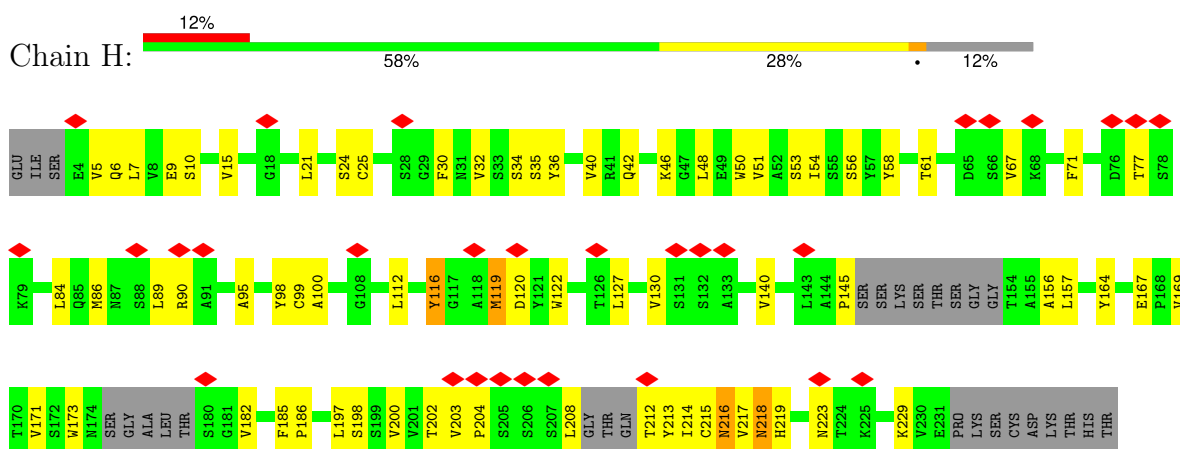 12%
Chain H:
58% 28% • 12%
GLU ILE SER E4 V5 Q6 L7 V8 E9 S10 V15 G18 L21 S24 C25 S28 G29 F30 N31 V32 S33 S34 S35 Y36 V40 R41 Q42 K46 G47 L48 E49 W50 V51 A52 S53 I54 S55 S56 Y57 Y58 T61 D65 S66 V67 K68 F71 D76 T77 S78
K79 L84 Q85 M86 N87 S88 L89 R90 A91 A95 Y98 C99 A100 G108 L112 Y116 G117 A118 M119 D120 Y121 W122 T126 L127 V130 S131 S132 A133 V140 L143 A144 P145 SER SER LYS SER THR SER GLY GLY T154 A155 A156 L157 Y164 E167 P168 V169
T170 V171 S172 W173 N174 SER GLY ALA LEU THR S180 G181 V182 F185 P186 L197 S198 S199 V200 V201 T202 V203 P204 S205 S206 S207 L208 GLY THR GLN T212 Y213 I214 C215 N216 V217 N218 H219 N223 T224 K225 K229 V230 E231 PRO LYS SER CYS ASP LYS THR HIS THR